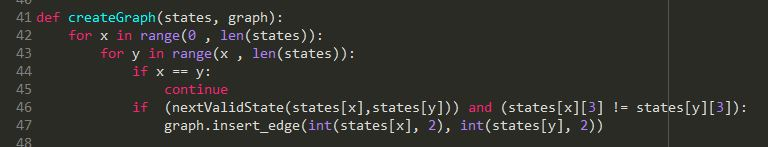 41 def createGraph(states, graph):
42     for x in range(0 , len(states)):
43         for y in range(x , len(states)):
44             if x == y:
45                 continue
46             if  (nextValidState(states[x],states[y])) and (states[x][3] != states[y][3]):
47                 graph.insert_edge(int(states[x], 2), int(states[y], 2))
48